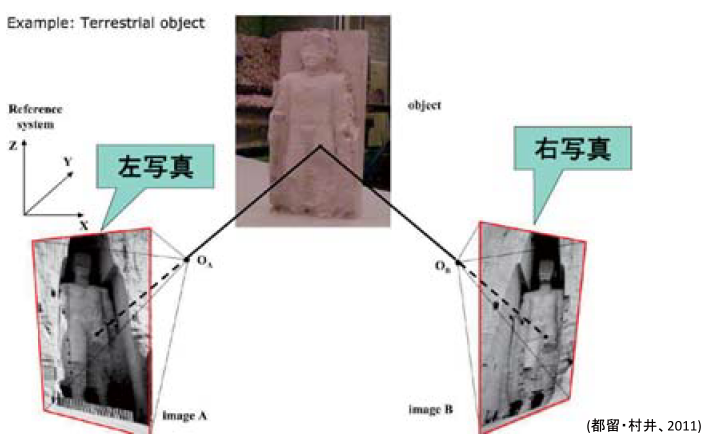 Example: Terrestrial object
Reference
system
Z
Y
X
左写真
object
右写真
O_A
O_B
image A
image B
(都留・村井、2011)